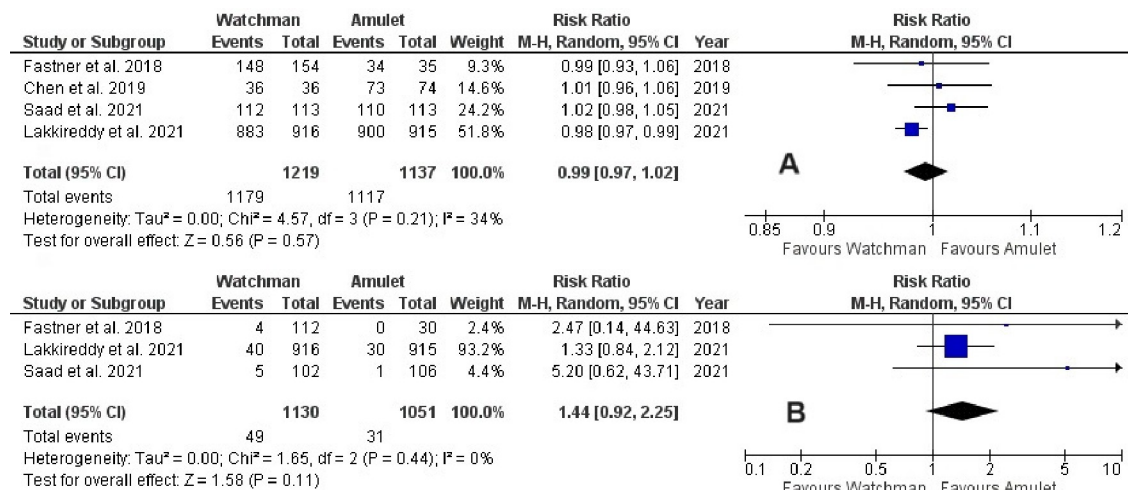 Watchman Amulet Risk Ratio Risk Ratio
Study or Subgroup Events Total Events Total Weight M-H, Random, 95% CI Year M-H, Random, 95% CI
Fastner et al. 2018 148 154 34 35 9.3% 0.99 [0.93, 1.06] 2018
Chen et al. 2019 36 36 73 74 14.6% 1.01 [0.96, 1.06] 2019
Saad et al. 2021 112 113 110 113 24.2% 1.02 [0.98, 1.05] 2021
Lakkireddy et al. 2021 883 916 900 915 51.8% 0.98 [0.97, 0.99] 2021
Total (95% CI) 1219 1137 100.0% 0.99 [0.97, 1.02] A
Total events 1179 1117
Heterogeneity: Tau² = 0.00; Chi² = 4.57, df = 3 (P = 0.21); I² = 34%
Test for overall effect: Z = 0.56 (P = 0.57)
0.85 0.9 1 1.1 1.2
Favours Watchman Favours Amulet
Watchman Amulet Risk Ratio Risk Ratio
Study or Subgroup Events Total Events Total Weight M-H, Random, 95% CI Year M-H, Random, 95% CI
Fastner et al. 2018 4 112 0 30 2.4% 2.47 [0.14, 44.63] 2018
Lakkireddy et al. 2021 40 916 30 915 93.2% 1.33 [0.84, 2.12] 2021
Saad et al. 2021 5 102 1 106 4.4% 5.20 [0.62, 43.71] 2021
Total (95% CI) 1130 1051 100.0% 1.44 [0.92, 2.25] B
Total events 49 31
Heterogeneity: Tau² = 0.00; Chi² = 1.65, df = 2 (P = 0.44); I² = 0%
Test for overall effect: Z = 1.58 (P = 0.11)
0.1 0.2 0.5 1 2 5 10
Favours Watchman Favours Amulet